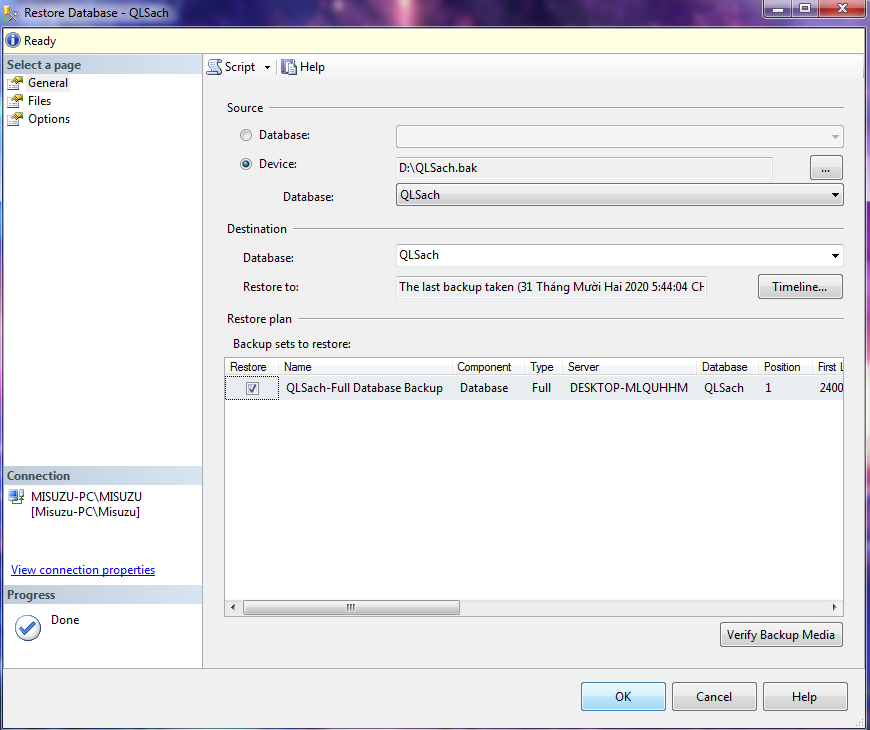 Restore Database - QLSach
Ready
Select a page
General
Files
Options
Script
Help
Source
Database:
Device:
D:\QLSach.bak
...
Database:
QLSach
Destination
Database:
QLSach
Restore to:
The last backup taken (31 Tháng Mười Hai 2020 5:44:04 CH
Timeline...
Restore plan
Backup sets to restore:
Restore Name Component Type Server Database Position First L
QLSach-Full Database Backup Database Full DESKTOP-MLQUHHM QLSach 1 2400
Connection
MISUZU-PC\MISUZU
[Misuzu-PC\Misuzu]
View connection properties
Progress
Done
Verify Backup Media
OK
Cancel
Help